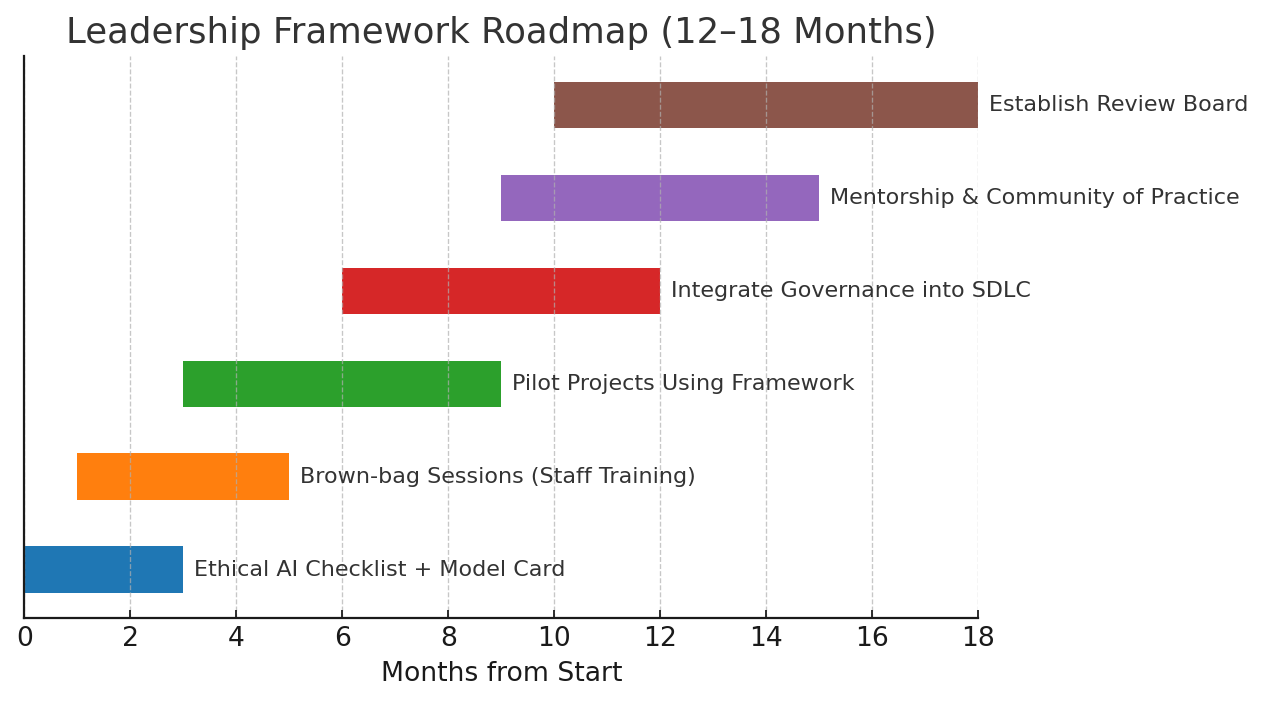 Leadership Framework Roadmap (12–18 Months)
Establish Review Board
Mentorship & Community of Practice
Integrate Governance into SDLC
Pilot Projects Using Framework
Brown-bag Sessions (Staff Training)
Ethical AI Checklist + Model Card
0 2 4 6 8 10 12 14 16 18
Months from Start